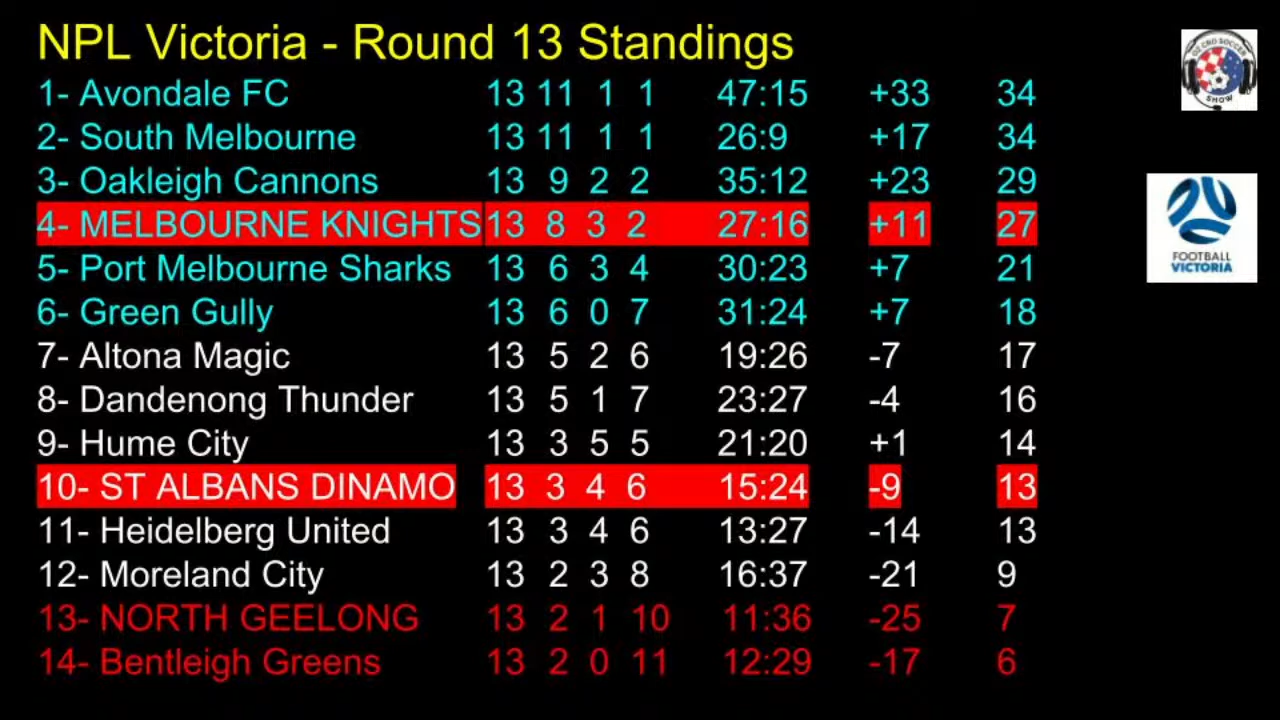 NPL Victoria - Round 13 Standings
1- Avondale FC 13 11 1 1 47:15 +33 34
2- South Melbourne 13 11 1 1 26:9 +17 34
3- Oakleigh Cannons 13 9 2 2 35:12 +23 29
4- MELBOURNE KNIGHTS 13 8 3 2 27:16 +11 27
5- Port Melbourne Sharks 13 6 3 4 30:23 +7 21
6- Green Gully 13 6 0 7 31:24 +7 18
7- Altona Magic 13 5 2 6 19:26 -7 17
8- Dandenong Thunder 13 5 1 7 23:27 -4 16
9- Hume City 13 3 5 5 21:20 +1 14
10- ST ALBANS DINAMO 13 3 4 6 15:24 -9 13
11- Heidelberg United 13 3 4 6 13:27 -14 13
12- Moreland City 13 2 3 8 16:37 -21 9
13- NORTH GEELONG 13 2 1 10 11:36 -25 7
14- Bentleigh Greens 13 2 0 11 12:29 -17 6
OZ CRO SOCCER
SHOW
FOOTBALL
VICTORIA